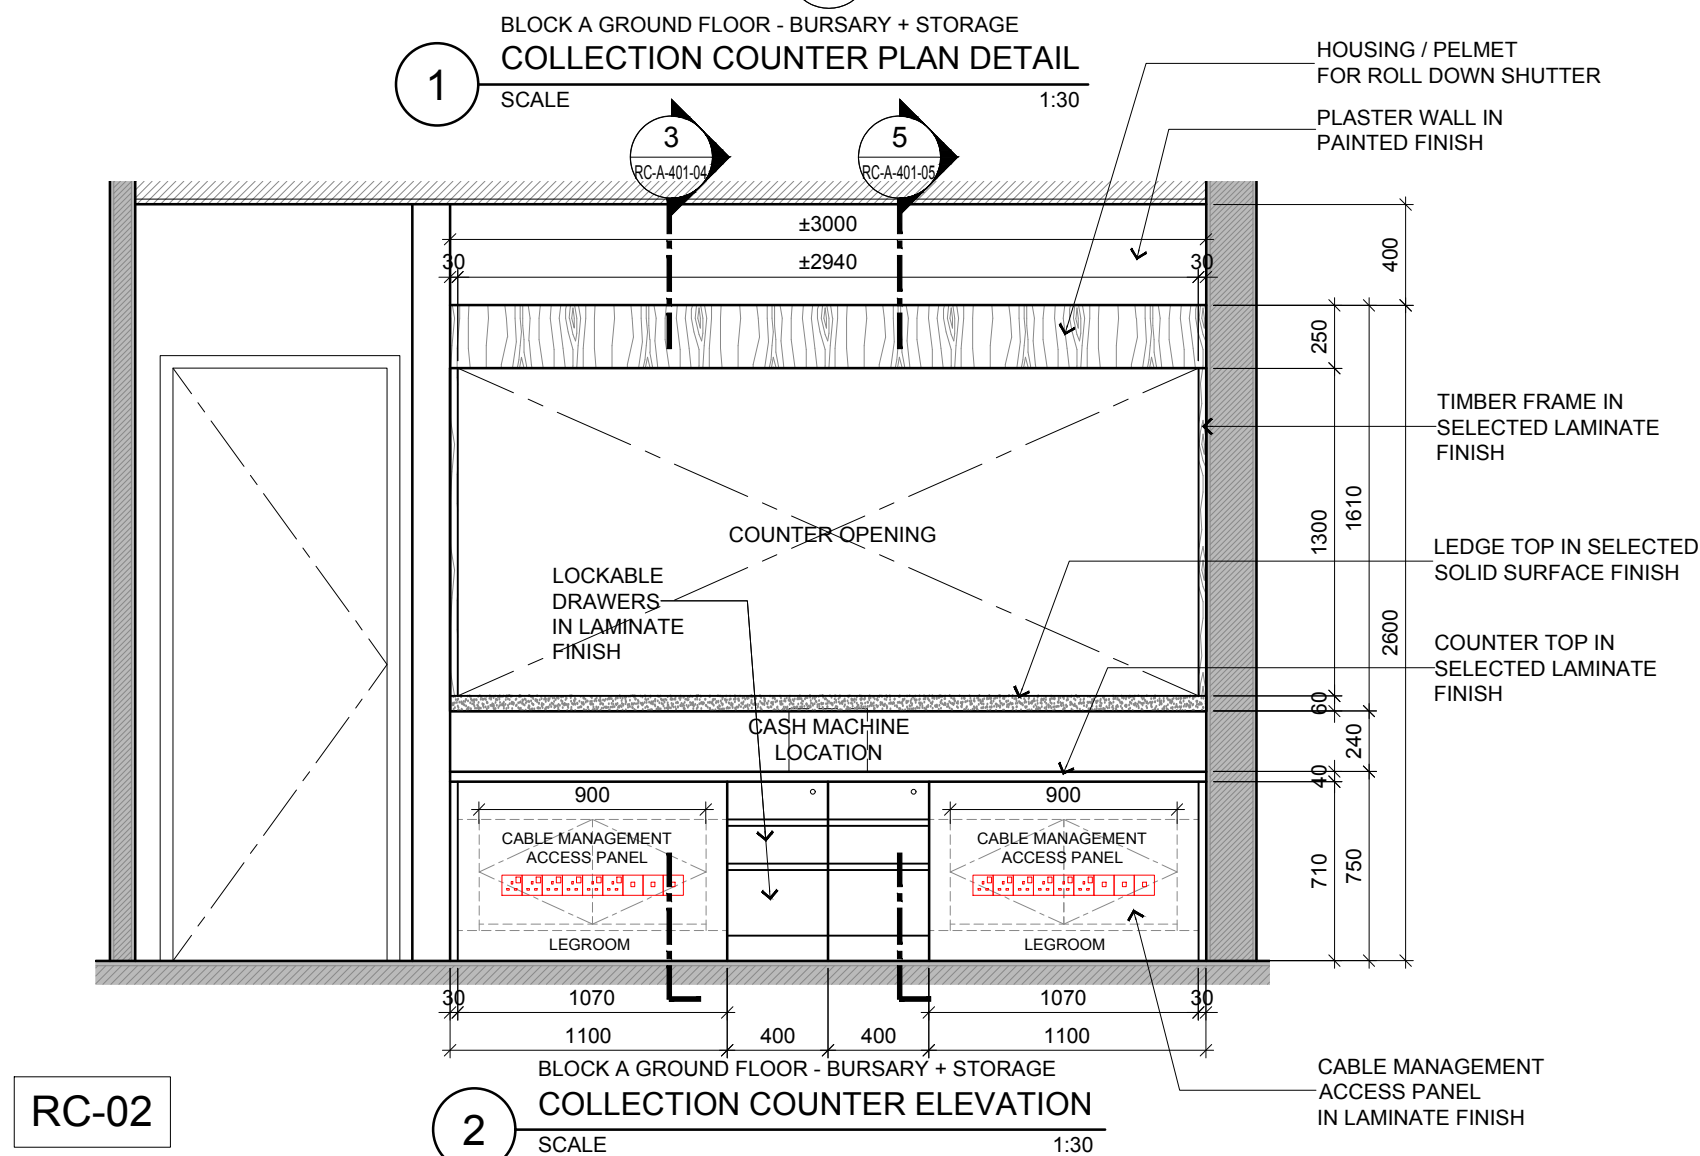 BLOCK A GROUND FLOOR - BURSARY + STORAGE
1
COLLECTION COUNTER PLAN DETAIL
SCALE
1:30
HOUSING / PELMET
FOR ROLL DOWN SHUTTER
PLASTER WALL IN
PAINTED FINISH
3
RC-A-401-04
5
RC-A-401-05
±3000
30
±2940
30
400
250
TIMBER FRAME IN
SELECTED LAMINATE
FINISH
1300
1610
2600
COUNTER OPENING
LOCKABLE
DRAWERS
IN LAMINATE
FINISH
LEDGE TOP IN SELECTED
SOLID SURFACE FINISH
COUNTER TOP IN
SELECTED LAMINATE
FINISH
60
240
40
CASH MACHINE
LOCATION
900
900
CABLE MANAGEMENT
ACCESS PANEL
CABLE MANAGEMENT
ACCESS PANEL
710
750
LEGROOM
LEGROOM
30
1070
1070
30
1100
400
400
1100
CABLE MANAGEMENT
ACCESS PANEL
IN LAMINATE FINISH
BLOCK A GROUND FLOOR - BURSARY + STORAGE
2
COLLECTION COUNTER ELEVATION
SCALE
1:30
RC-02